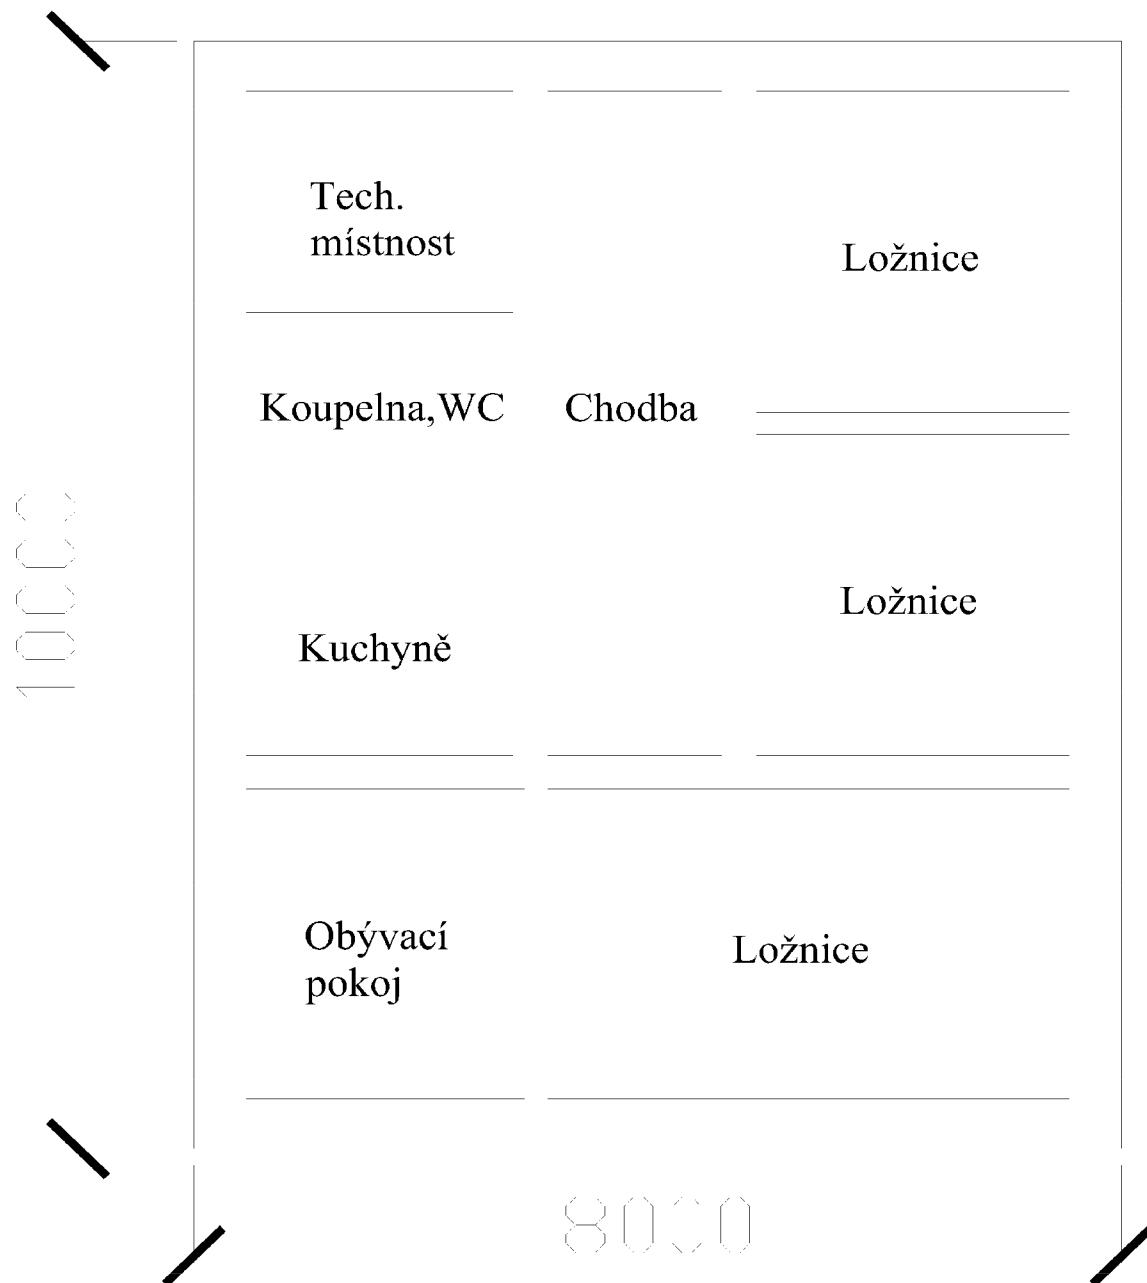 Tech.
místnost
Ložnice
Koupelna,WC
Chodba
10000
Ložnice
Kuchyně
Obývací
pokoj
Ložnice
8000